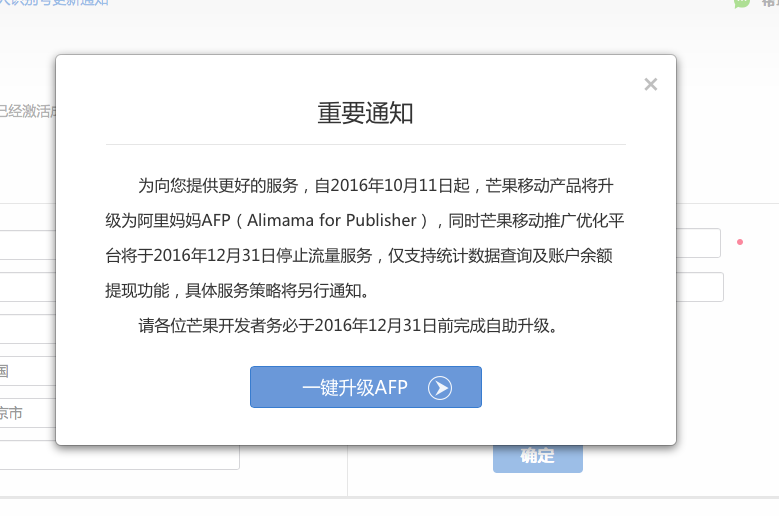 人识别号更新通知
已经激活
重要通知
为向您提供更好的服务，自2016年10月11日起，芒果移动产品将升
级为阿里妈妈AFP（Alimama for Publisher），同时芒果移动推广优化平
台将于2016年12月31日停止流量服务，仅支持统计数据查询及账户余额
提现功能，具体服务策略将另行通知。
请各位芒果开发者务必于2016年12月31日前完成自助升级。
国
京市
一键升级AFP
确定